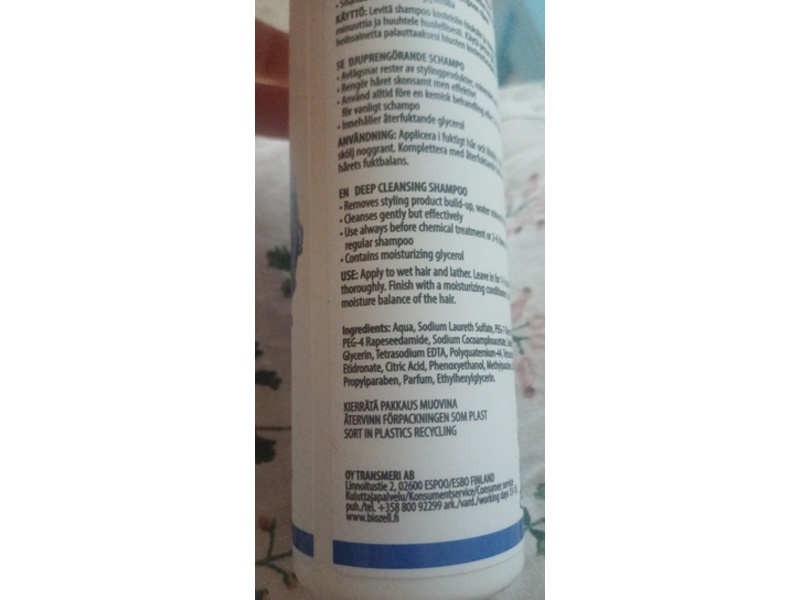 KÄYTTÖ: Levitä shampoo kosteisiin
minuuttia ja huuhtele huolellisesti. Käytä
hoitoainetta palauttaaksesi hiusten
SE DJUPRENGÖRANDE SCHAMPO
• Avlägsnar rester av stylingprodukter,
• Rengör håret skonsamt men effektivt
• Använd alltid före en kemisk behandling
för vanligt schampo
• Innehåller återfuktande glycerol
ANVÄNDNING: Applicera i fuktigt hår och
skölj noggrant. Komplettera med återfuktande
hårets fuktbalans.
EN DEEP CLEANSING SHAMPOO
• Removes styling product build-up, water
• Cleanses gently but effectively
• Use always before chemical treatment or
regular shampoo
• Contains moisturizing glycerol
USE: Apply to wet hair and lather. Leave in for
thoroughly. Finish with a moisturizing conditioner
moisture balance of the hair.
Ingredients: Aqua, Sodium Laureth Sulfate,
PEG-4 Rapeseedamide, Sodium Cocoamphoacetate,
Glycerin, Tetrasodium EDTA, Polyquaternium-44,
Etidronate, Citric Acid, Phenoxyethanol,
Propylparaben, Parfum, Ethylhexylglycerin.
KIERRÄTÄ PAKKAUS MUOVINA
ÅTERVINN FÖRPACKNINGEN SOM PLAST
SORT IN PLASTICS RECYCLING
OY TRANSMERI AB
Linnoitustie 2, 02600 ESPOO/ESBO FINLAND
Kuluttajapalvelu/Konsumentservice/Consumer service
puh./tel. +358 800 92299 ark./vard./working days
www.biozell.fi